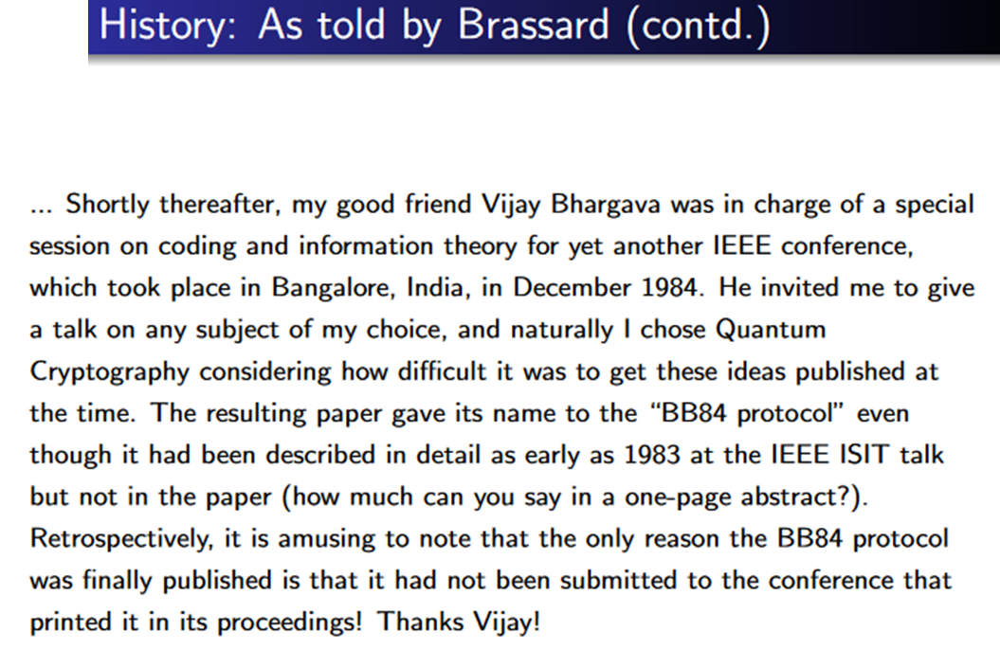 History: As told by Brassard (contd.)
... Shortly thereafter, my good friend Vijay Bhargava was in charge of a special
session on coding and information theory for yet another IEEE conference,
which took place in Bangalore, India, in December 1984. He invited me to give
a talk on any subject of my choice, and naturally I chose Quantum
Cryptography considering how difficult it was to get these ideas published at
the time. The resulting paper gave its name to the “BB84 protocol” even
though it had been described in detail as early as 1983 at the IEEE ISIT talk
but not in the paper (how much can you say in a one-page abstract?).
Retrospectively, it is amusing to note that the only reason the BB84 protocol
was finally published is that it had not been submitted to the conference that
printed it in its proceedings! Thanks Vijay!